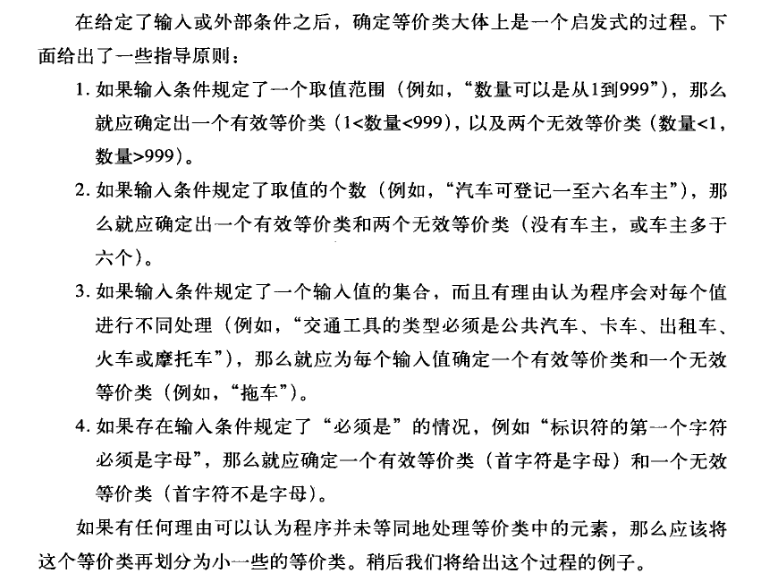 在给定了输入或外部条件之后，确定等价类大体上是一个启发式的过程。下
面给出了一些指导原则：
1. 如果输入条件规定了一个取值范围（例如，“数量可以是从1到999”），那么
就应确定出一个有效等价类（1<数量<999），以及两个无效等价类（数量<1，
数量>999）。
2. 如果输入条件规定了取值的个数（例如，“汽车可登记一至六名车主”），那
么就应确定出一个有效等价类和两个无效等价类（没有车主，或车主多于
六个）。
3. 如果输入条件规定了一个输入值的集合，而且有理由认为程序会对每个值
进行不同处理（例如，“交通工具的类型必须是公共汽车、卡车、出租车、
火车或摩托车”），那么就应为每个输入值确定一个有效等价类和一个无效
等价类（例如，“拖车”）。
4. 如果存在输入条件规定了“必须是”的情况，例如“标识符的第一个字符
必须是字母”，那么就应确定一个有效等价类（首字符是字母）和一个无效
等价类（首字符不是字母）。
如果有任何理由可以认为程序并未等同地处理等价类中的元素，那么应该将
这个等价类再划分为小一些的等价类。稍后我们将给出这个过程的例子。